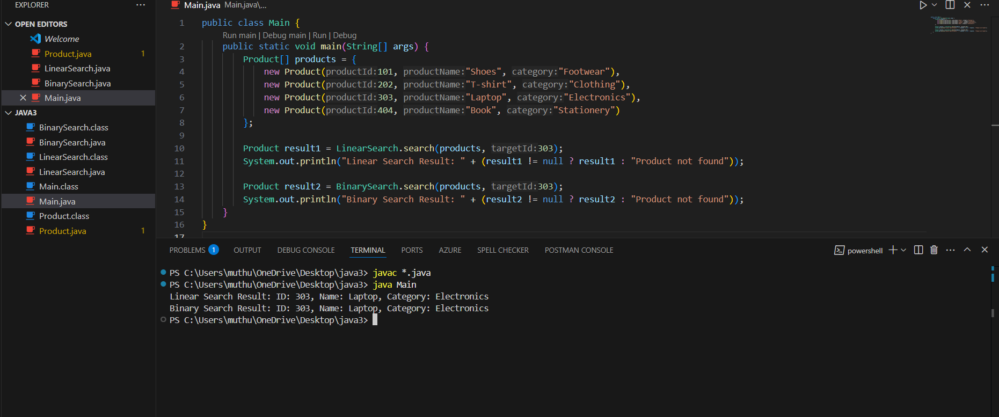 EXPLORER
OPEN EDITORS
Welcome
Product.java 1
LinearSearch.java
BinarySearch.java
Main.java
JAVA3
BinarySearch.class
BinarySearch.java
LinearSearch.class
LinearSearch.java
Main.class
Main.java
Product.class
Product.java 1
Main.java Main.java\...
1 public class Main {
Run main | Debug main | Run | Debug
2 public static void main(String[] args) {
3 Product[] products = {
4 new Product(productId:101, productName:"Shoes", category:"Footwear"),
5 new Product(productId:202, productName:"T-shirt", category:"Clothing"),
6 new Product(productId:303, productName:"Laptop", category:"Electronics"),
7 new Product(productId:404, productName:"Book", category:"Stationery")
8 };
9
10 Product result1 = LinearSearch.search(products, targetId:303);
11 System.out.println("Linear Search Result: " + (result1 != null ? result1 : "Product not found"));
12
13 Product result2 = BinarySearch.search(products, targetId:303);
14 System.out.println("Binary Search Result: " + (result2 != null ? result2 : "Product not found"));
15 }
16 }
17
PROBLEMS 1 OUTPUT DEBUG CONSOLE TERMINAL PORTS AZURE SPELL CHECKER POSTMAN CONSOLE powershell
PS C:\Users\muthu\OneDrive\Desktop\java3> javac *.java
PS C:\Users\muthu\OneDrive\Desktop\java3> java Main
Linear Search Result: ID: 303, Name: Laptop, Category: Electronics
Binary Search Result: ID: 303, Name: Laptop, Category: Electronics
PS C:\Users\muthu\OneDrive\Desktop\java3>